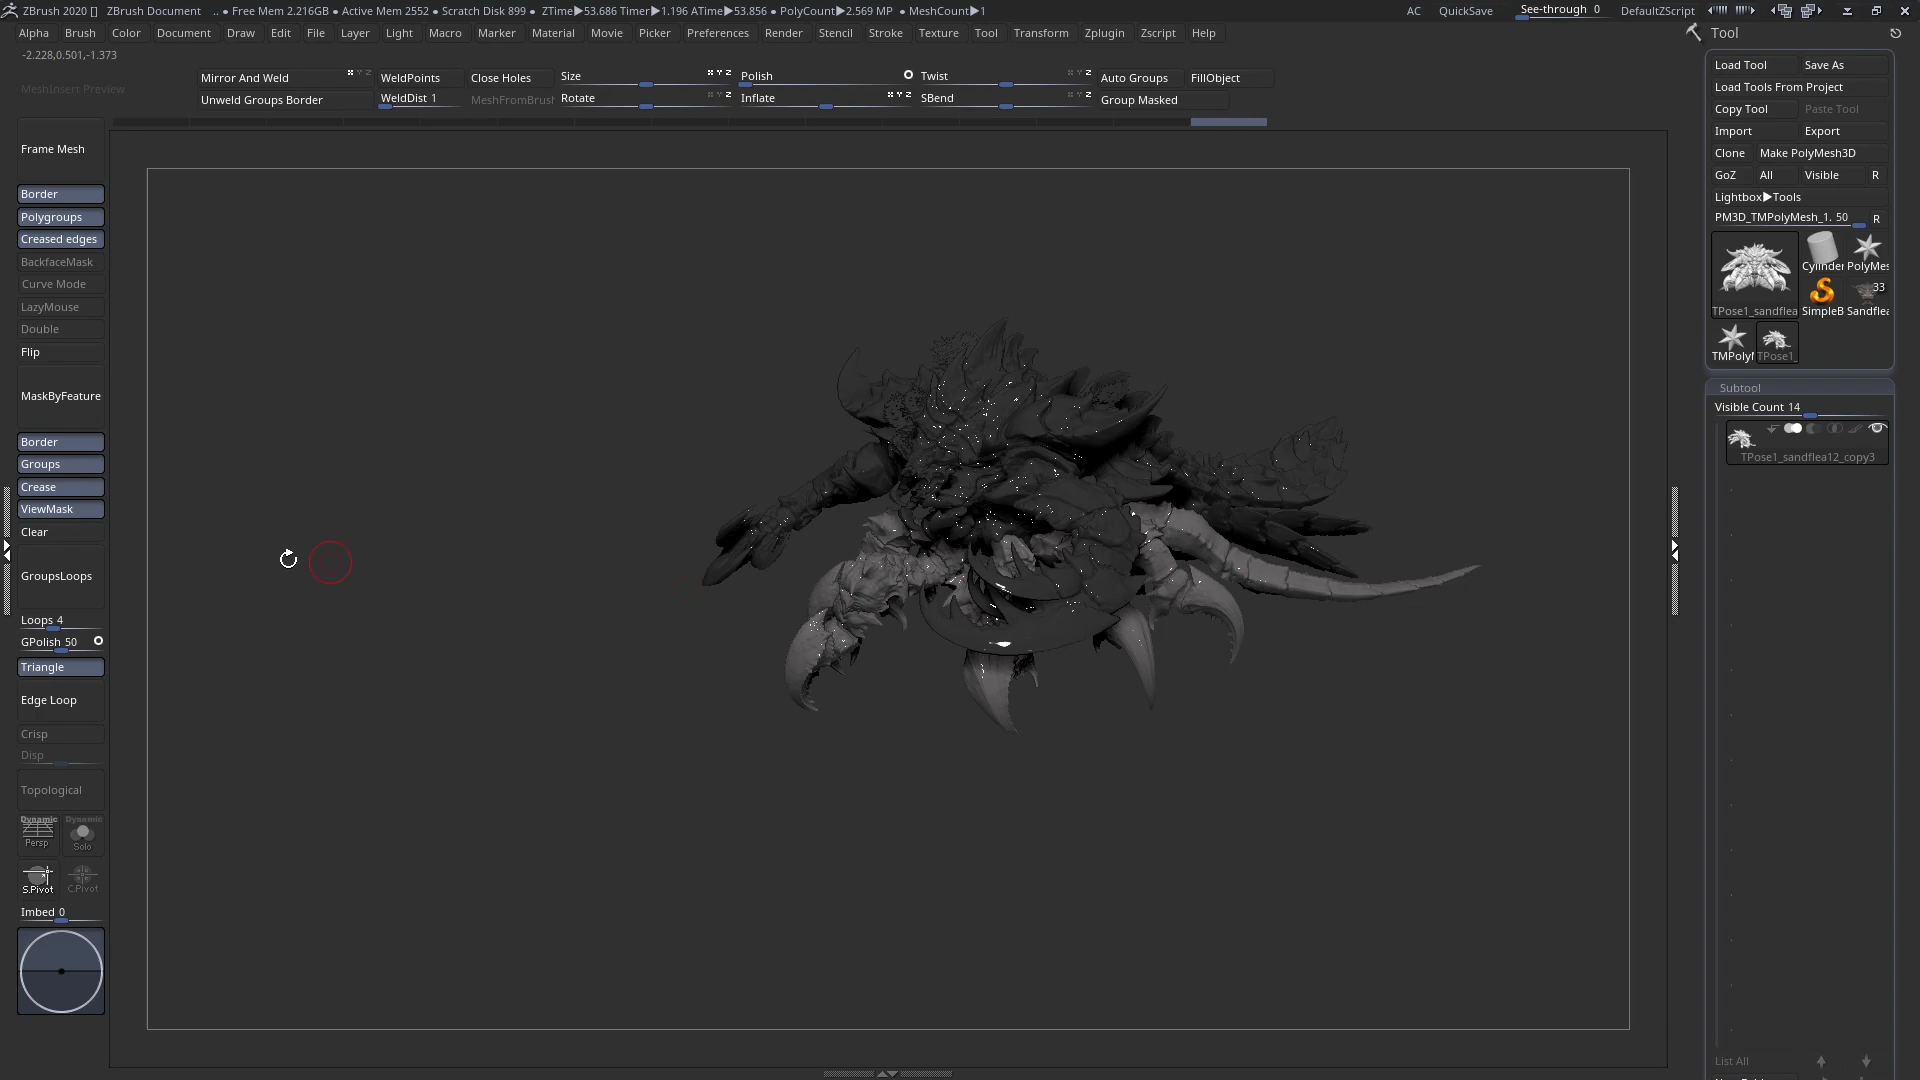 ZBrush 2020 [] ZBrush Document .. ● Free Mem 2.216GB ● Active Mem 2552 ● Scratch Disk 899 ● ZTime▶53.686 Timer▶1.196 ATime▶53.856 ● PolyCount▶2.569 MP ● MeshCount▶1 AC QuickSave See-through 0 DefaultZScript
Alpha Brush Color Document Draw Edit File Layer Light Macro Marker Material Movie Picker Preferences Render Stencil Stroke Texture Tool Transform Zplugin Zscript Help
-2.228,0.501,-1.373
MeshInsert Preview
Mirror And Weld WeldPoints Close Holes Size Polish Twist Auto Groups FillObject
Unweld Groups Border WeldDist 1 MeshFromBrush Rotate Inflate SBend Group Masked
Frame Mesh
Border
Polygroups
Creased edges
BackfaceMask
Curve Mode
LazyMouse
Double
Flip
MaskByFeature
Border
Groups
Crease
ViewMask
Clear
GroupsLoops
Loops 4
GPolish 50
Triangle
Edge Loop
Crisp
Disp
Topological
Dynamic Dynamic
Persp Solo
S.Pivot C.Pivot
Imbed 0
Tool
Load Tool Save As
Load Tools From Project
Copy Tool Paste Tool
Import Export
Clone Make PolyMesh3D
GoZ All Visible R
Lightbox▶Tools
PM3D_TMPolyMesh_1. 50 R
Cylinder PolyMes
33
TPose1_sandflea SimpleB Sandflea
TMPolyM TPose1_
Subtool
Visible Count 14
TPose1_sandflea12_copy3
List All